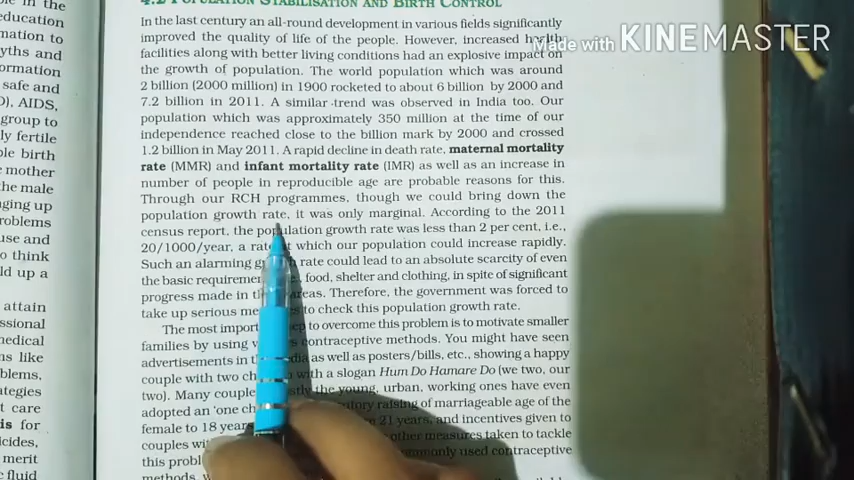 le in the
education
mation to
yths and
ormation
safe and
D), AIDS,
group to
ly fertile
ble birth
mother
the male
nging up
roblems
use and
o think
ld up a
attain
ssional
medical
ns like
blems,
ategies
t care
is for
icides,
merit
fluid
4.2 POPULATION STABILISATION AND BIRTH CONTROL
In the last century an all-round development in various fields significantly
improved the quality of life of the people. However, increased health
facilities along with better living conditions had an explosive impact on
the growth of population. The world population which was around
2 billion (2000 million) in 1900 rocketed to about 6 billion by 2000 and
7.2 billion in 2011. A similar trend was observed in India too. Our
population which was approximately 350 million at the time of our
independence reached close to the billion mark by 2000 and crossed
1.2 billion in May 2011. A rapid decline in death rate, maternal mortality
rate (MMR) and infant mortality rate (IMR) as well as an increase in
number of people in reproducible age are probable reasons for this.
Through our RCH programmes, though we could bring down the
population growth rate, it was only marginal. According to the 2011
census report, the population growth rate was less than 2 per cent, i.e.,
20/1000/year, a rate at which our population could increase rapidly.
Such an alarming g rate could lead to an absolute scarcity of even
the basic requirem food, shelter and clothing, in spite of significant
progress made in th areas. Therefore, the government was forced to
take up serious me to check this population growth rate.
The most import ep to overcome this problem is to motivate smaller
families by using v contraceptive methods. You might have seen
advertisements in t dia as well as posters/bills, etc., showing a happy
couple with two ch with a slogan Hum Do Hamare Do (we two, our
two). Many couple stly the young, urban, working ones have even
adopted an 'one ch tory raising of marriageable age of the
female to 18 years 21 years, and incentives given to
couples wi other measures taken to tackle
this probl commonly used contraceptive
methods,
Made with KINEMASTER